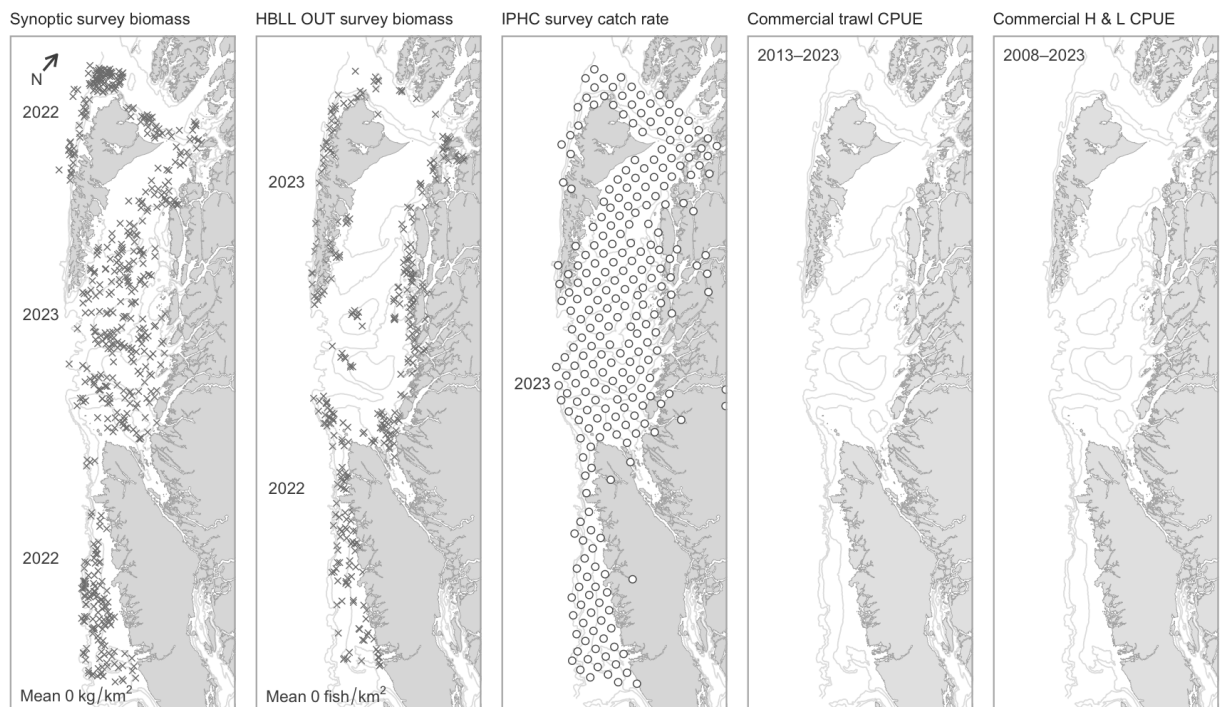 Synoptic survey biomass
HBLL OUT survey biomass
IPHC survey catch rate
Commercial trawl CPUE
Commercial H & L CPUE
N
2022
2023
2022
Mean 0 kg/km²
2023
2022
Mean 0 fish/km²
2023
2013–2023
2008–2023